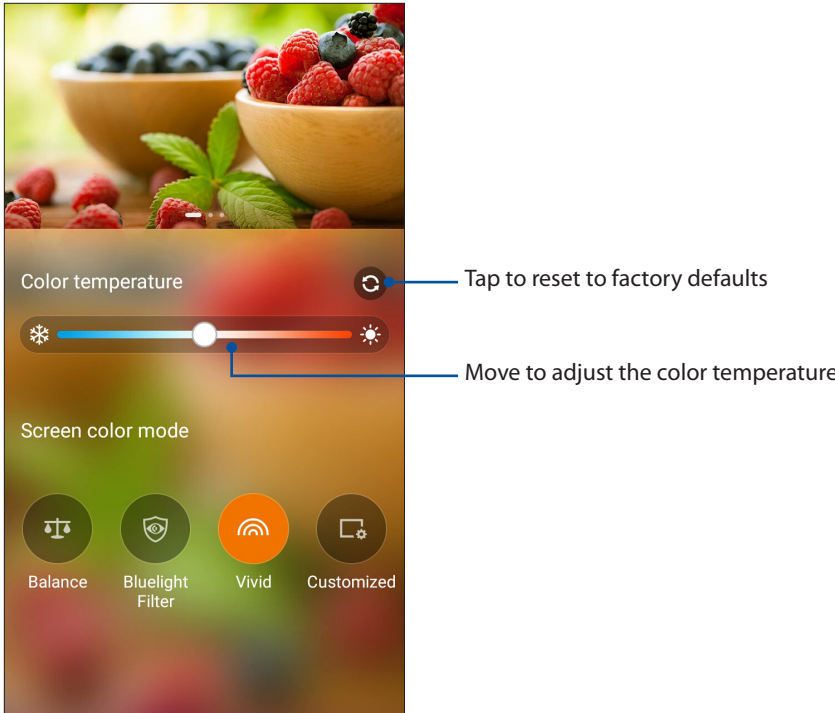 Color temperature
Tap to reset to factory defaults
Move to adjust the color temperature
Screen color mode
Balance
Bluelight
Filter
Vivid
Customized